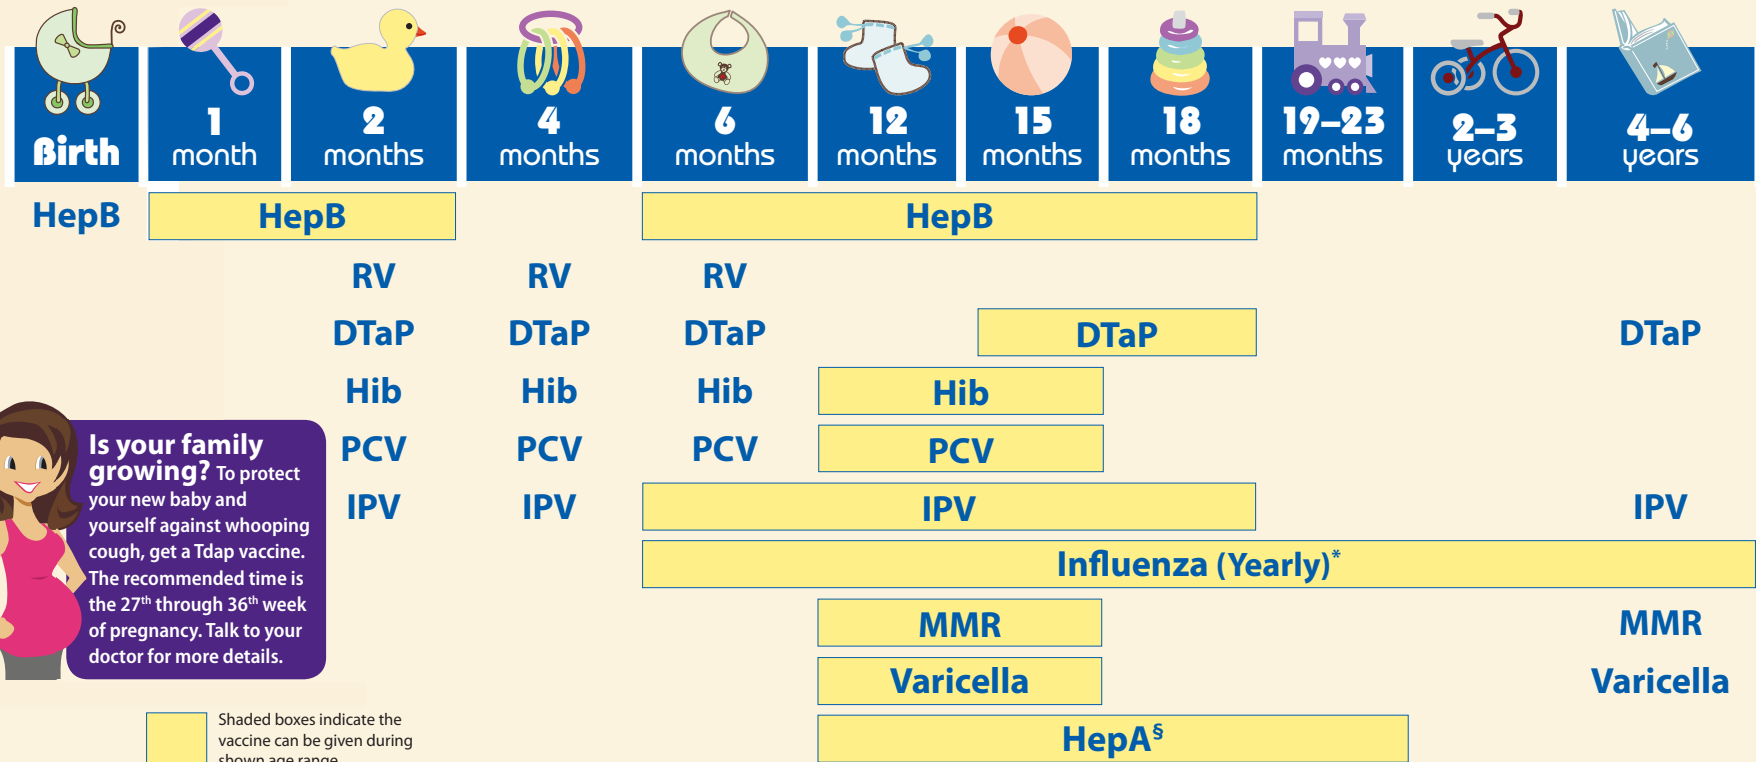 Birth
1
month
2
months
4
months
6
months
12
months
15
months
18
months
19–23
months
2–3
years
4–6
years
HepB HepB HepB
RV RV RV
DTaP DTaP DTaP DTaP DTaP
Hib Hib Hib Hib
PCV PCV PCV PCV
IPV IPV IPV IPV
Influenza (Yearly)*
MMR MMR
Varicella Varicella
HepA§
Is your family
growing? To protect
your new baby and
yourself against whooping
cough, get a Tdap vaccine.
The recommended time is
the 27th through 36th week
of pregnancy. Talk to your
doctor for more details.
Shaded boxes indicate the
vaccine can be given during
shown age range.